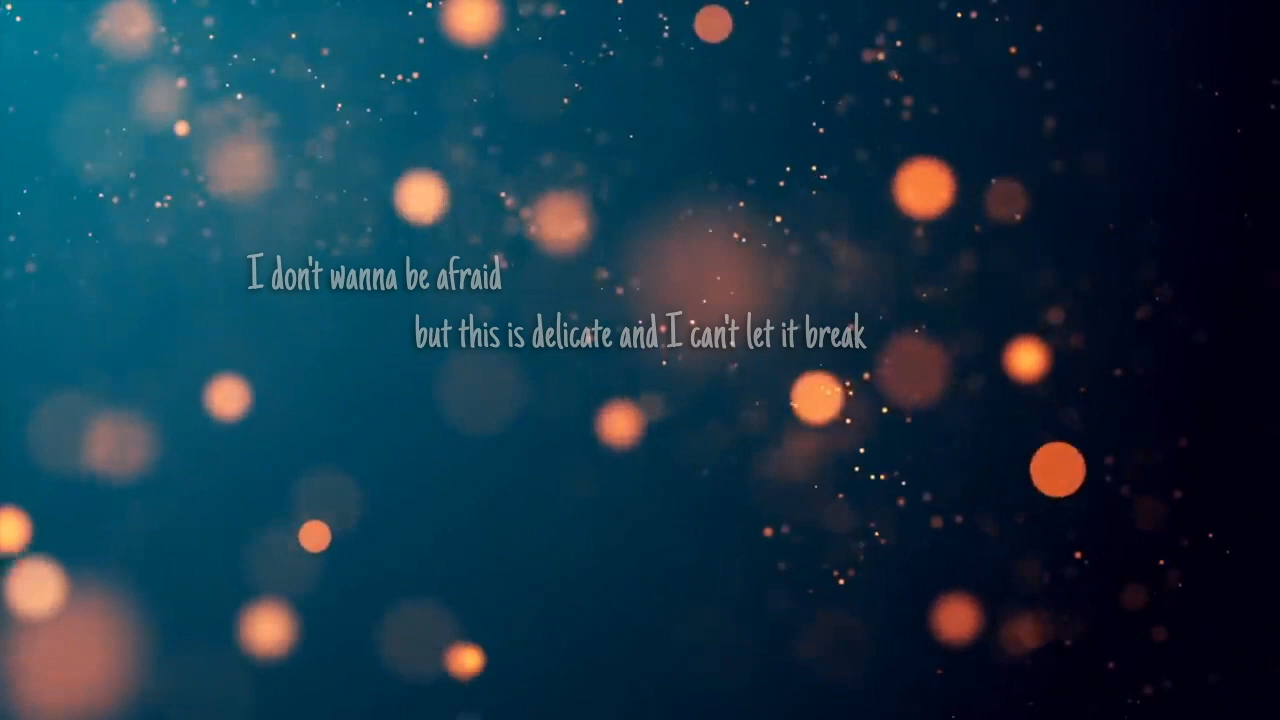 I don't wanna be afraid
but this is delicate and I can't let it break